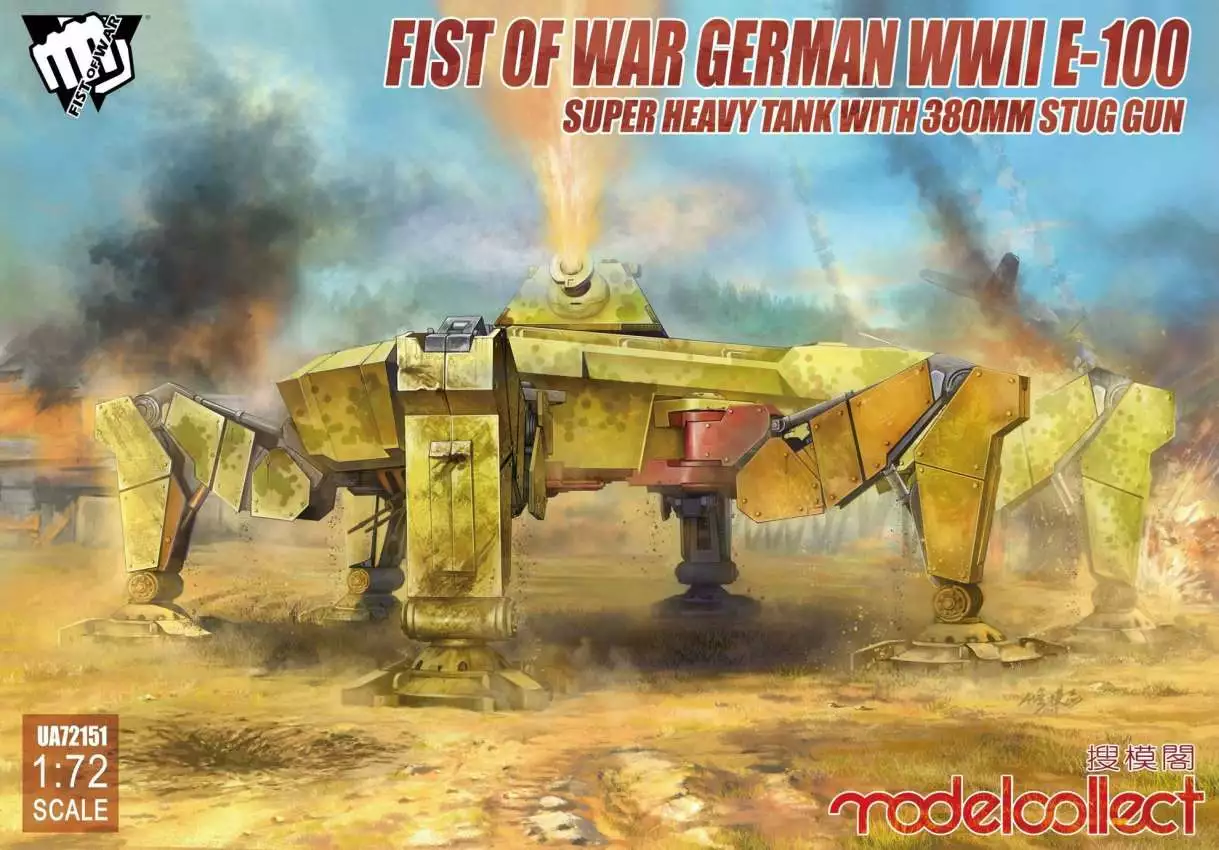 FIST OF WAR
FIST OF WAR GERMAN WWII E-100
SUPER HEAVY TANK WITH 380MM STUG GUN
UA72151
1:72
SCALE
搜模閣
modelcollect